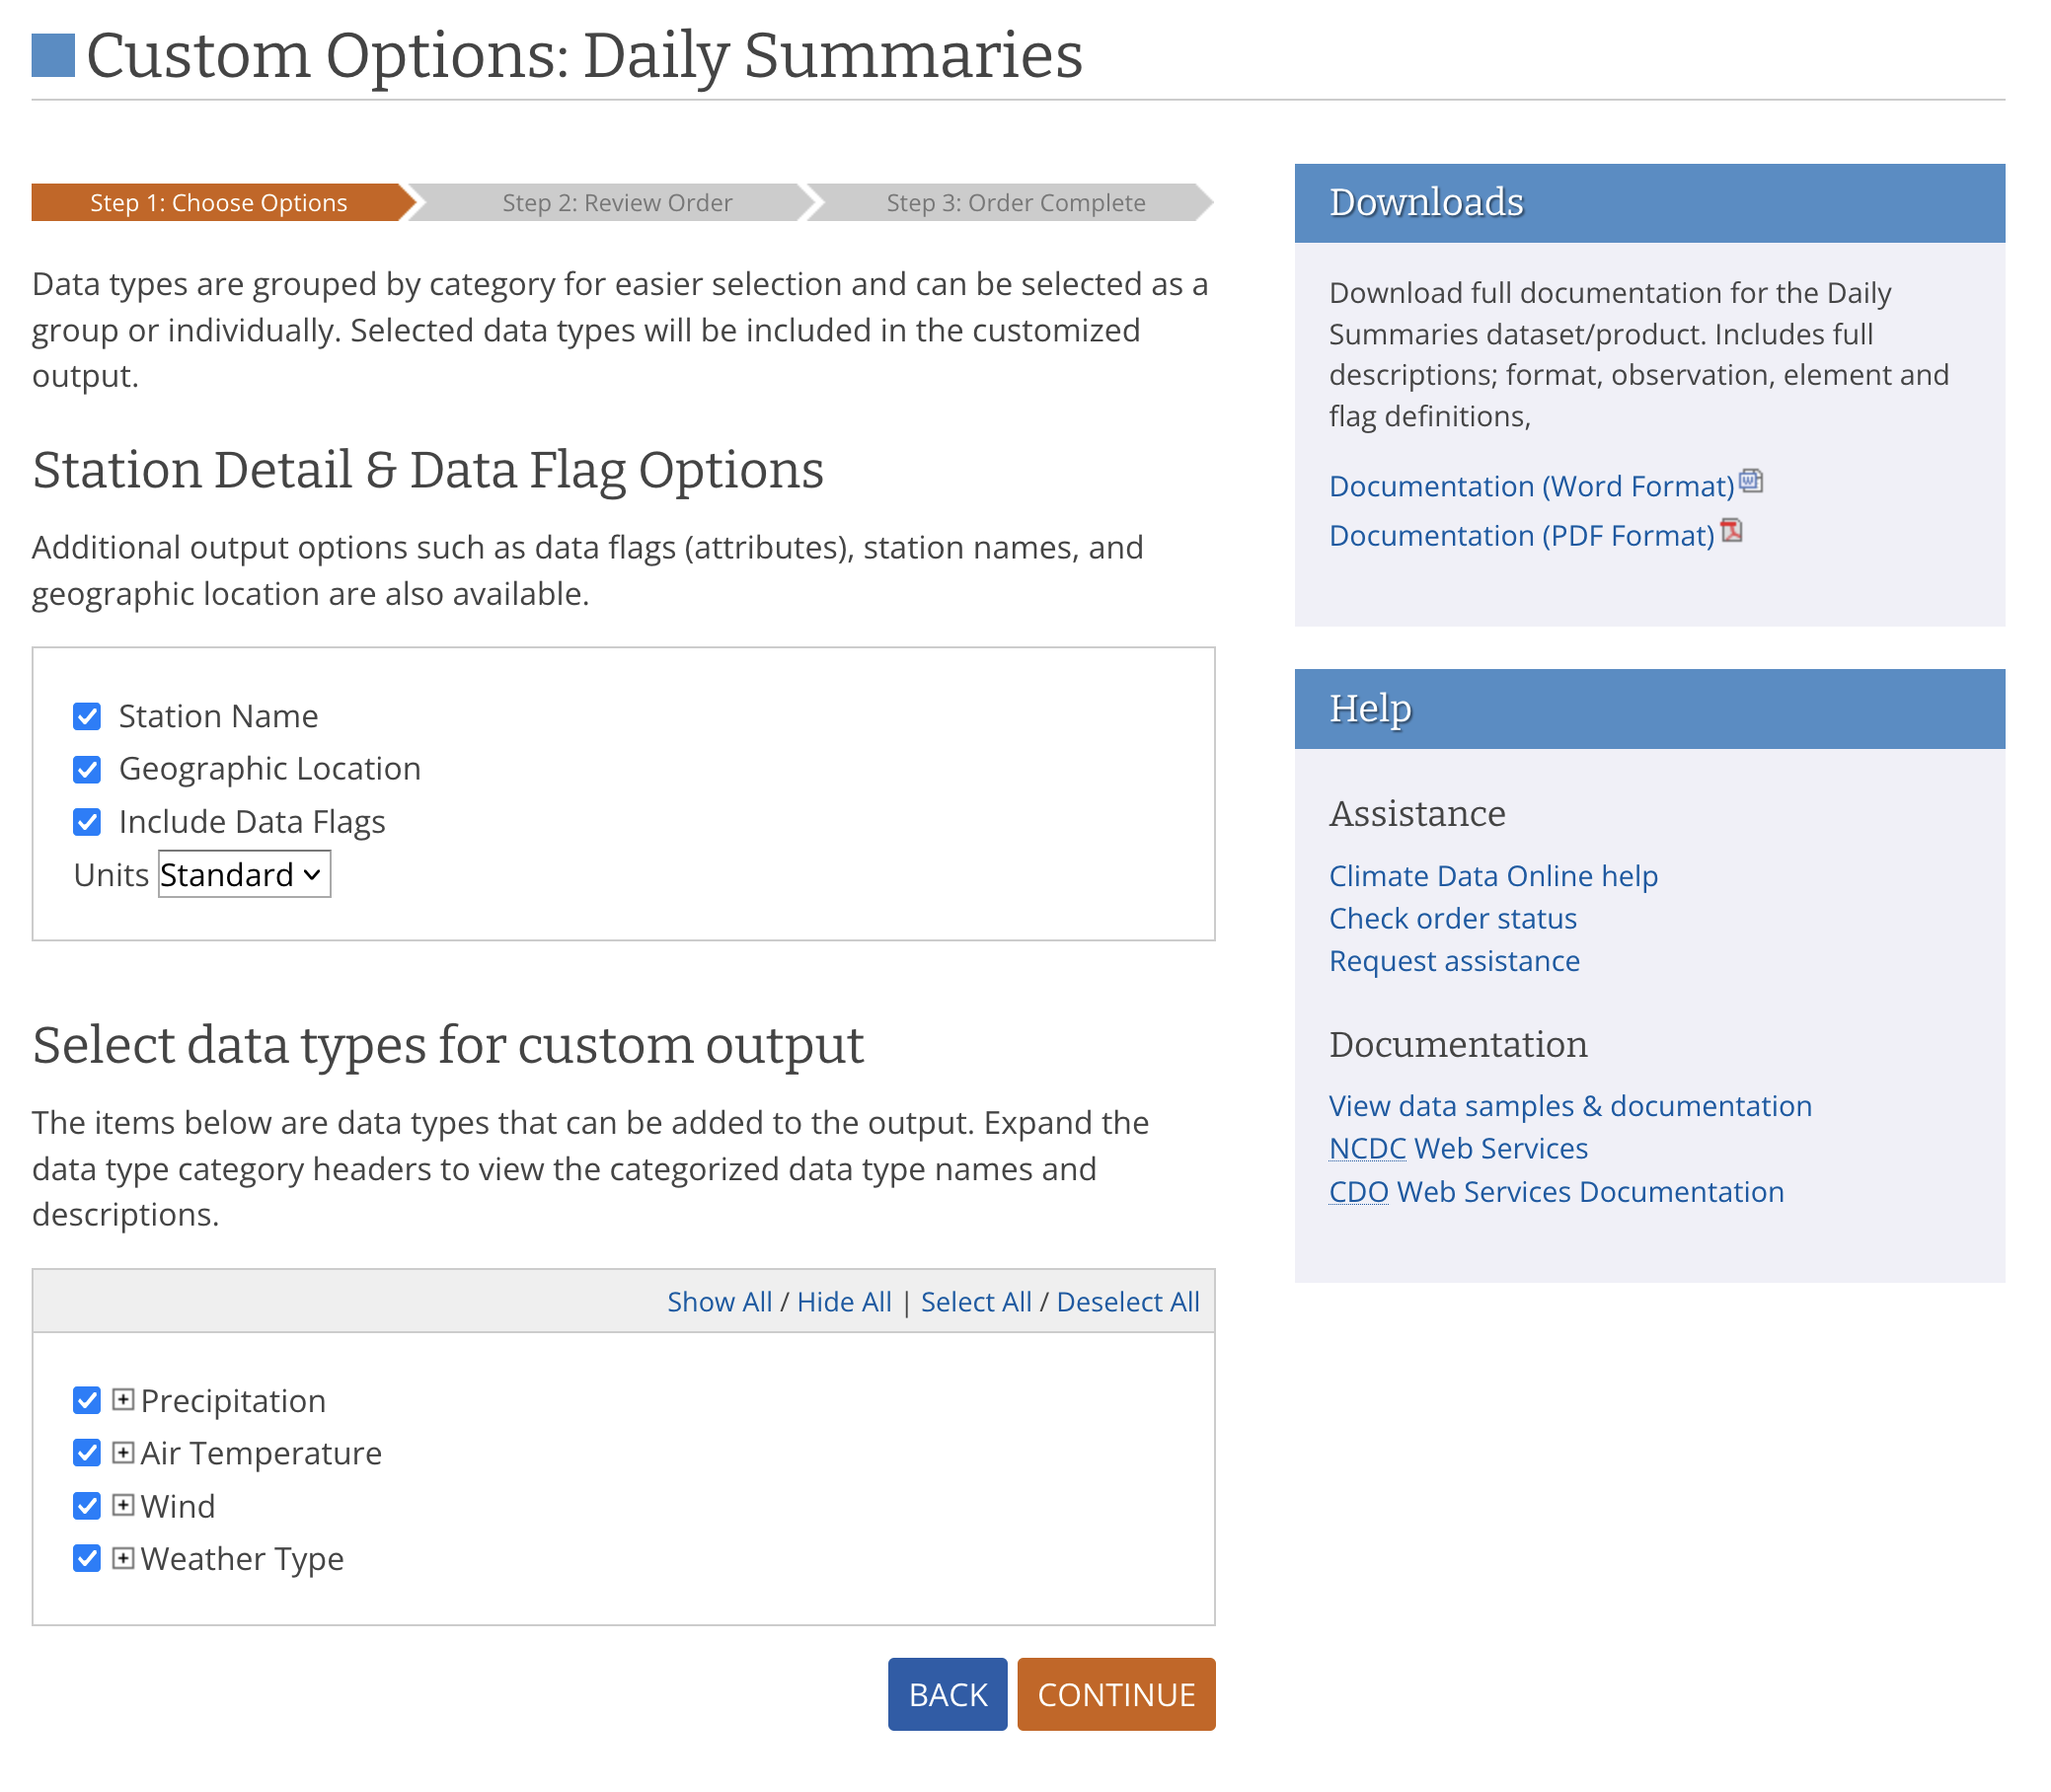 Custom Options: Daily Summaries
Step 1: Choose Options
Step 2: Review Order
Step 3: Order Complete
Data types are grouped by category for easier selection and can be selected as a
group or individually. Selected data types will be included in the customized
output.
Station Detail & Data Flag Options
Additional output options such as data flags (attributes), station names, and
geographic location are also available.
Station Name
Geographic Location
Include Data Flags
Units Standard
Select data types for custom output
The items below are data types that can be added to the output. Expand the
data type category headers to view the categorized data type names and
descriptions.
Show All / Hide All | Select All / Deselect All
Precipitation
Air Temperature
Wind
Weather Type
BACK
CONTINUE
Downloads
Download full documentation for the Daily
Summaries dataset/product. Includes full
descriptions; format, observation, element and
flag definitions,
Documentation (Word Format)
Documentation (PDF Format)
Help
Assistance
Climate Data Online help
Check order status
Request assistance
Documentation
View data samples & documentation
NCDC Web Services
CDO Web Services Documentation